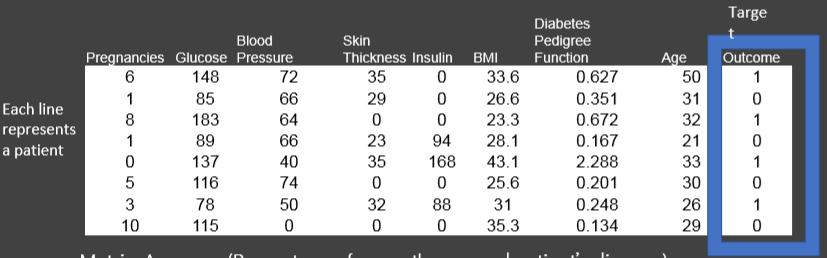 Targe
t
Diabetes
Blood Skin Pedigree
Pregnancies Glucose Pressure Thickness Insulin BMI Function Age Outcome
6 148 72 35 0 33.6 0.627 50 1
1 85 66 29 0 26.6 0.351 31 0
8 183 64 0 0 23.3 0.672 32 1
1 89 66 23 94 28.1 0.167 21 0
0 137 40 35 168 43.1 2.288 33 1
5 116 74 0 0 25.6 0.201 30 0
3 78 50 32 88 31 0.248 26 1
10 115 0 0 0 35.3 0.134 29 0
Each line
represents
a patient